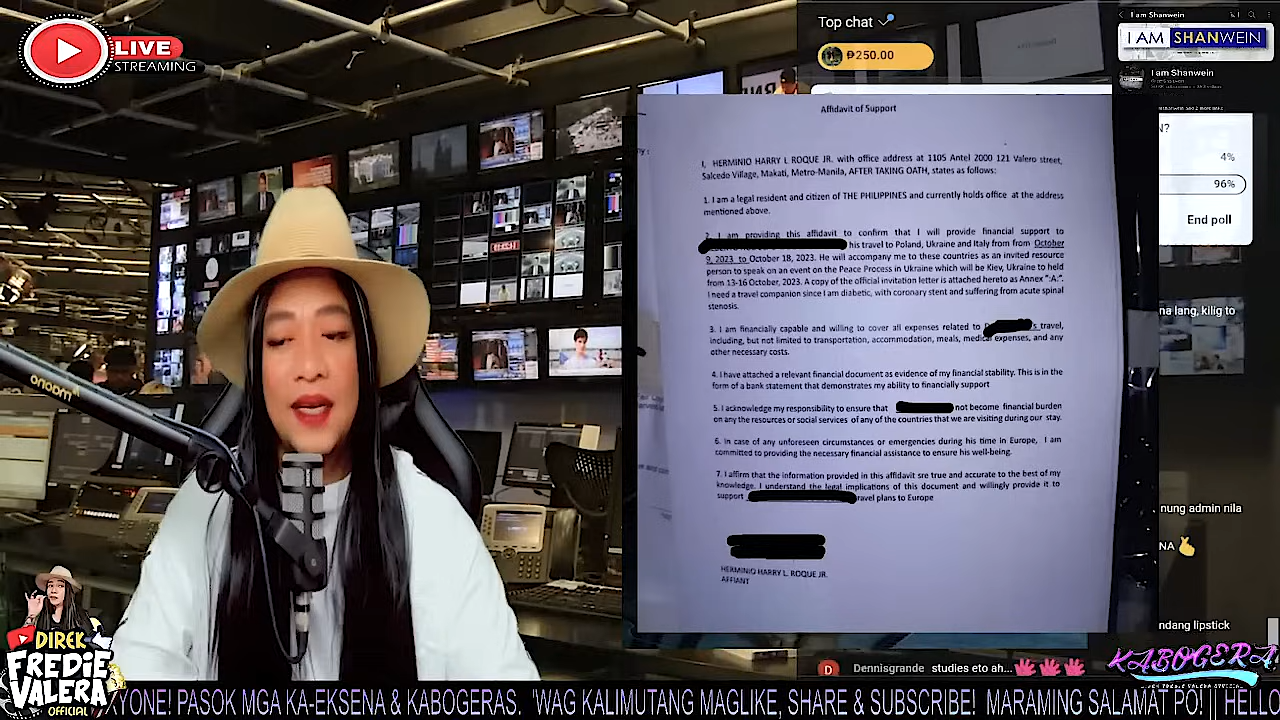 LIVE
STREAMING
Top chat
₱250.00
I am Shanwein
I AM SHANWEIN
I am Shanwein
N?
4%
96%
End poll
na lang, kilig to
nung admin nila
NA
ndang lipstick
Affidavit of Support
I, HERMINIO HARRY L ROQUE JR. with office address at 1105 Antel 2000 121 Valero street,
Salcedo Village, Makati, Metro-Manila, AFTER TAKING OATH, states as follows:
1. I am a legal resident and citizen of THE PHILIPPINES and currently holds office at the address
mentioned above.
2. I am providing this affidavit to confirm that I will provide financial support to
his travel to Poland, Ukraine and Italy from from October
9, 2023 to October 18, 2023. He will accompany me to these countries as an invited resource
person to speak on an event on the Peace Process in Ukraine which will be Kiev, Ukraine to held
from 13-16 October, 2023. A copy of the official invitation letter is attached hereto as Annex "A:".
I need a travel companion since I am diabetic, with coronary stent and suffering from acute spinal
stenosis.
3. I am financially capable and willing to cover all expenses related to travel,
including, but not limited to transportation, accommodation, meals, medical expenses, and any
other necessary costs.
4. I have attached a relevant financial document as evidence of my financial stability. This is in the
form of a bank statement that demonstrates my ability to financially support
5. I acknowledge my responsibility to ensure that not become financial burden
on any the resources or social services of any of the countries that we are visiting during our stay.
6. In case of any unforeseen circumstances or emergencies during his time in Europe, I am
committed to providing the necessary financial assistance to ensure his well-being.
7. I affirm that the information provided in this affidavit sre true and accurate to the best of my
knowledge. I understand the legal implications of this document and willingly provide it to
support ravel plans to Europe
HERMINIO HARRY L. ROQUE JR.
AFFIANT
Dennisgrande studies eto ah...
DIREK
FREDIE
VALERA
OFFICIAL
KABOGERA
YONE! PASOK MGA KA-EKSENA & KABOGERAS. 'WAG KALIMUTANG MAGLIKE, SHARE & SUBSCRIBE! MARAMING SALAMAT PO! || HELLO